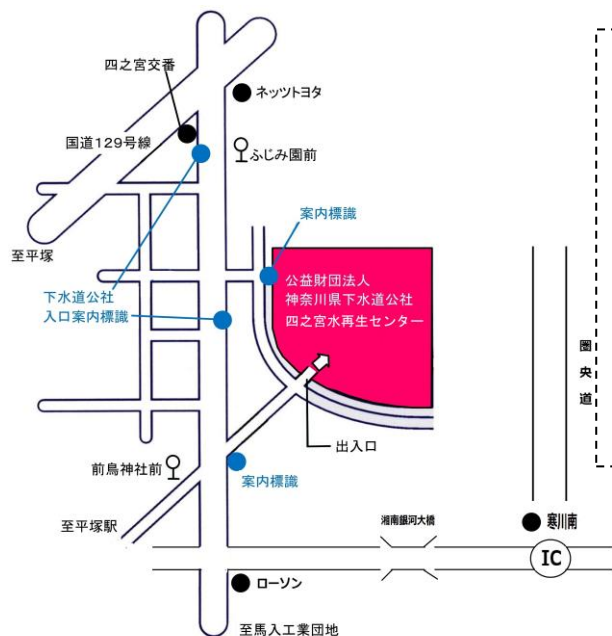 四之宮交番
ネッツトヨタ
国道129号線
ふじみ園前
至平塚
案内標識
公益財団法人
神奈川県下水道公社
四之宮水再生センター
下水道公社
入口案内標識
圏央道
出入口
前鳥神社前
案内標識
至平塚駅
湘南銀河大橋
寒川南
IC
ローソン
至馬入工業団地